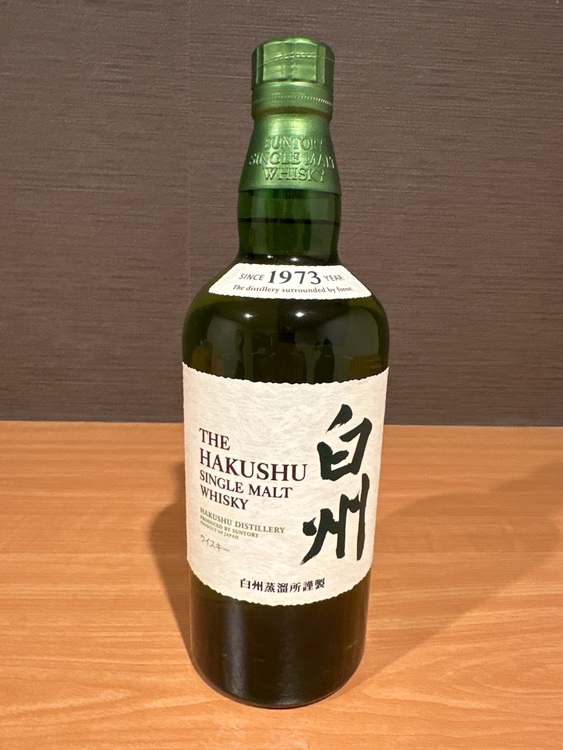 SUNTORY
SINGLE MALT
WHISKY
SINCE 1973 YEAR
The distillery surrounded by forest.
THE
HAKUSHU
SINGLE MALT
WHISKY
HAKUSHU DISTILLERY
PRODUCED BY SUNTORY
PRODUCT OF JAPAN
ウイスキー
白州
白州蒸溜所謹製